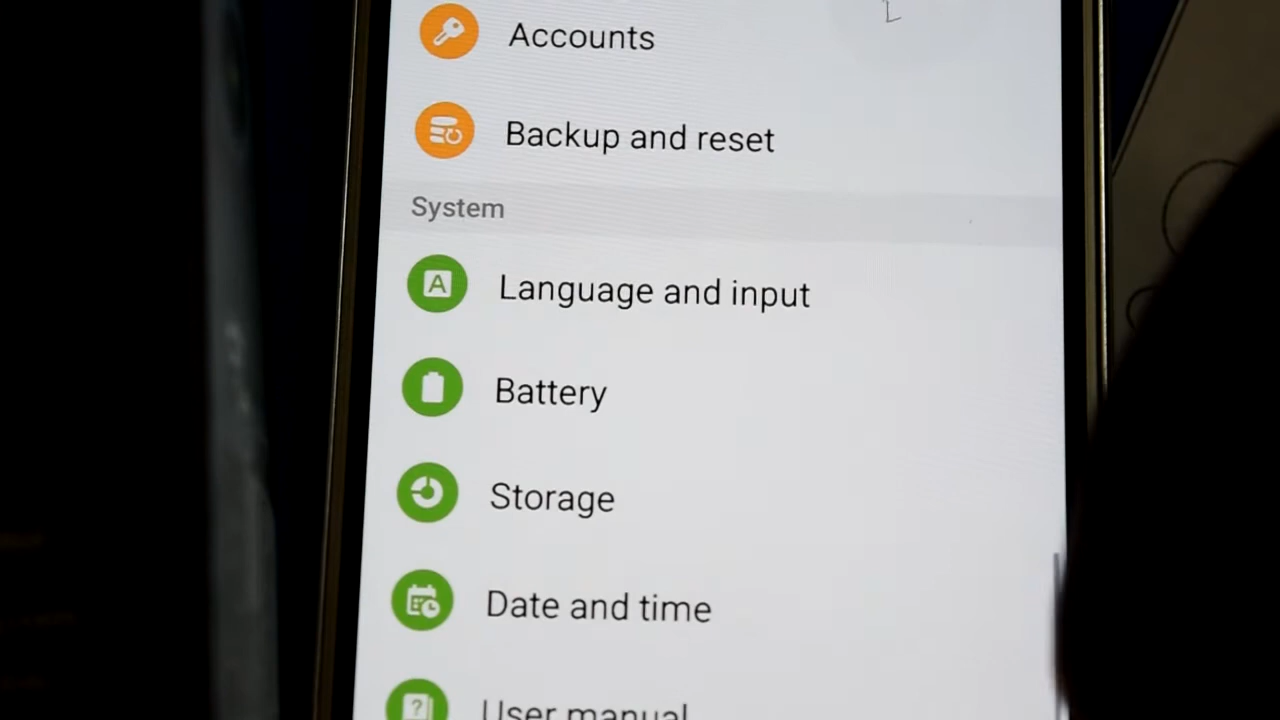 Accounts
Backup and reset
System
A Language and input
Battery
Storage
Date and time
? User manual